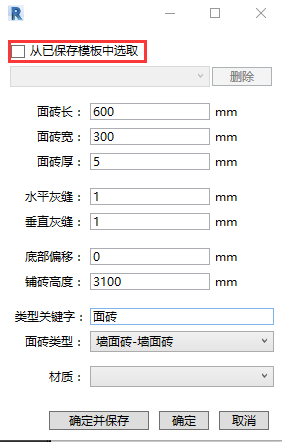 R
从已保存模板中选取
删除
面砖长： 600 mm
面砖宽： 300 mm
面砖厚： 5 mm
水平灰缝： 1 mm
垂直灰缝： 1 mm
底部偏移： 0 mm
铺砖高度： 3100 mm
类型关键字： 面砖
面砖类型： 墙面砖-墙面砖
材质：
确定并保存 确定 取消